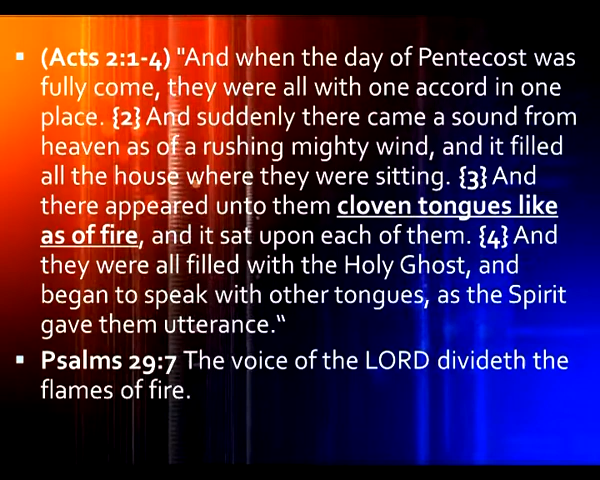 ▪ (Acts 2:1-4) "And when the day of Pentecost was
fully come, they were all with one accord in one
place. {2} And suddenly there came a sound from
heaven as of a rushing mighty wind, and it filled
all the house where they were sitting. {3} And
there appeared unto them cloven tongues like
as of fire, and it sat upon each of them. {4} And
they were all filled with the Holy Ghost, and
began to speak with other tongues, as the Spirit
gave them utterance.“
▪ Psalms 29:7 The voice of the LORD divideth the
flames of fire.